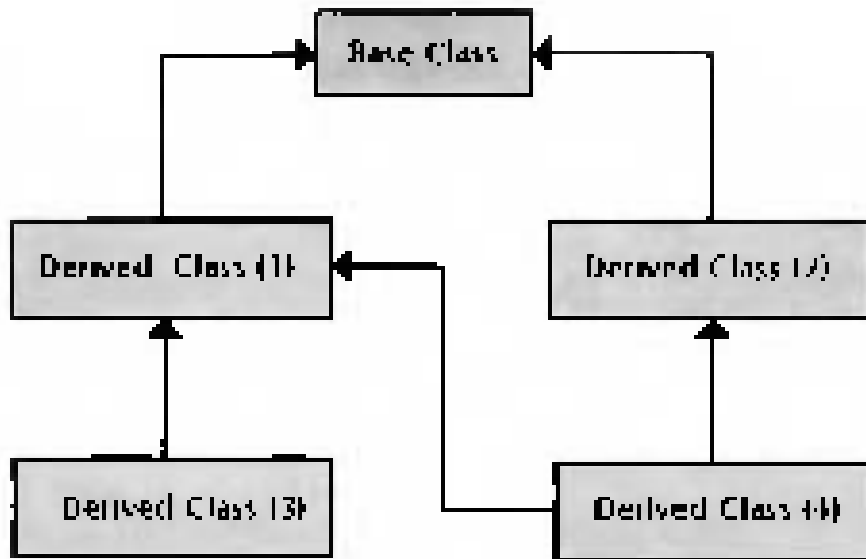 Base Class
Derived Class (1)
Derived Class (2)
Derived Class (3)
Derived Class (4)